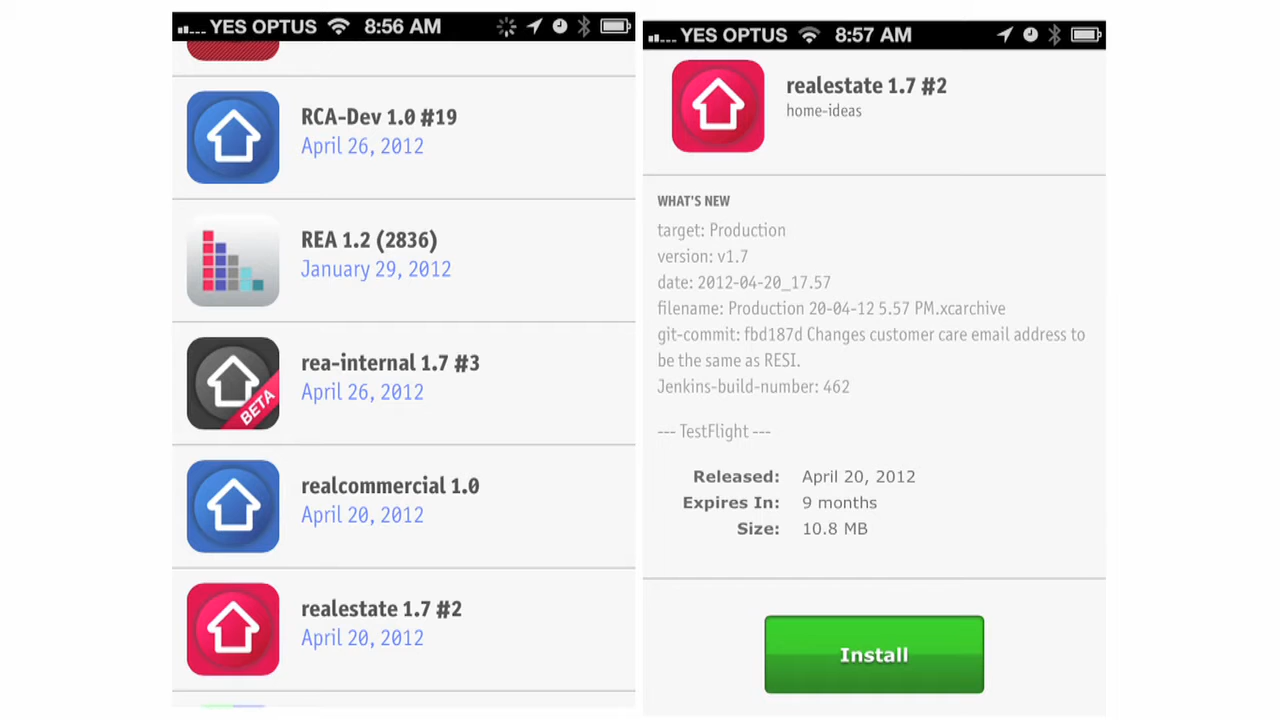 YES OPTUS 8:56 AM
RCA-Dev 1.0 #19
April 26, 2012
REA 1.2 (2836)
January 29, 2012
rea-internal 1.7 #3
April 26, 2012
BETA
realcommercial 1.0
April 20, 2012
realestate 1.7 #2
April 20, 2012
YES OPTUS 8:57 AM
realestate 1.7 #2
home-ideas
WHAT'S NEW
target: Production
version: v1.7
date: 2012-04-20_17.57
filename: Production 20-04-12 5.57 PM.xcarchive
git-commit: fbd187d Changes customer care email address to
be the same as RESI.
Jenkins-build-number: 462
--- TestFlight ---
Released: April 20, 2012
Expires In: 9 months
Size: 10.8 MB
Install